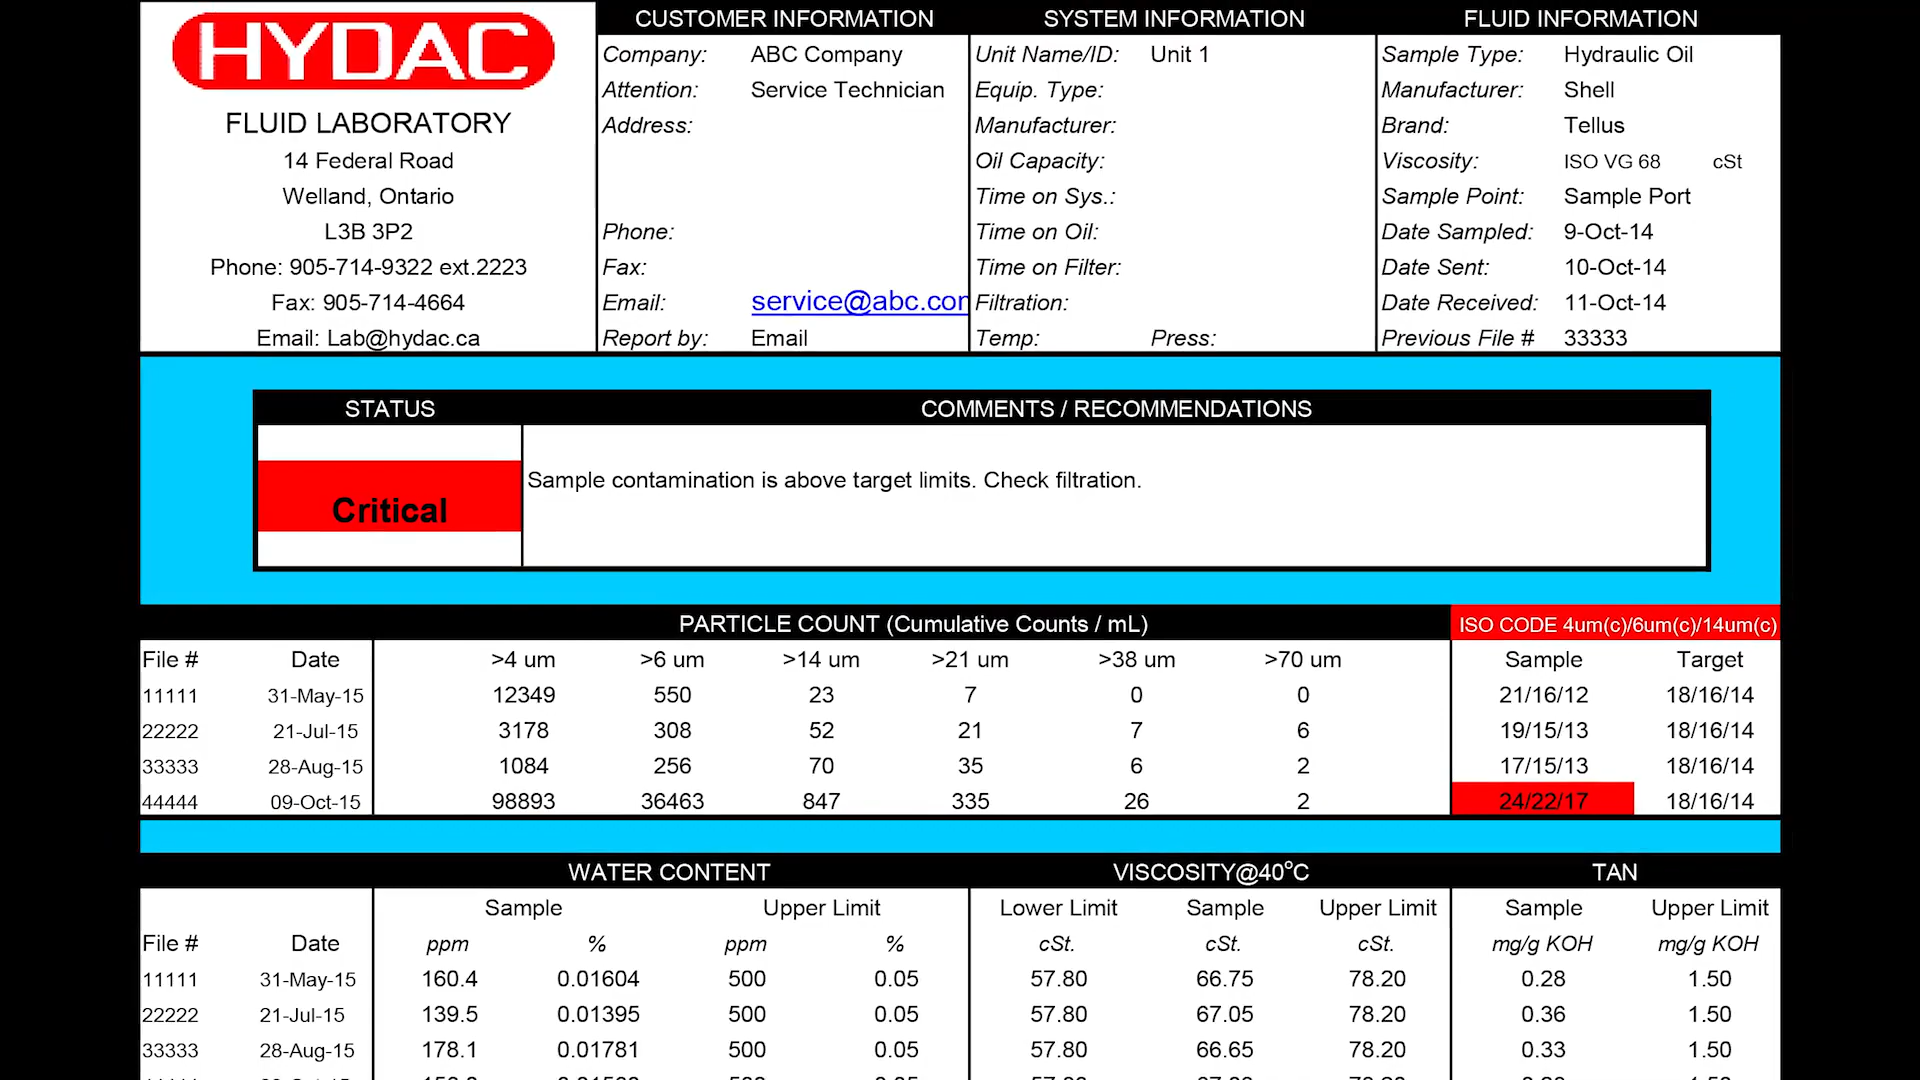 HYDAC
FLUID LABORATORY
14 Federal Road
Welland, Ontario
L3B 3P2
Phone: 905-714-9322 ext.2223
Fax: 905-714-4664
Email: Lab@hydac.ca
CUSTOMER INFORMATION
Company: ABC Company
Attention: Service Technician
Address:
Phone:
Fax:
Email: service@abc.com
Report by: Email
SYSTEM INFORMATION
Unit Name/ID: Unit 1
Equip. Type:
Manufacturer:
Oil Capacity:
Time on Sys.:
Time on Oil:
Time on Filter:
Filtration:
Temp: Press:
FLUID INFORMATION
Sample Type: Hydraulic Oil
Manufacturer: Shell
Brand: Tellus
Viscosity: ISO VG 68 cSt
Sample Point: Sample Port
Date Sampled: 9-Oct-14
Date Sent: 10-Oct-14
Date Received: 11-Oct-14
Previous File # 33333
STATUS COMMENTS / RECOMMENDATIONS
Critical
Sample contamination is above target limits. Check filtration.
PARTICLE COUNT (Cumulative Counts / mL) ISO CODE 4um(c)/6um(c)/14um(c)
File # Date >4 um >6 um >14 um >21 um >38 um >70 um Sample Target
11111 31-May-15 12349 550 23 7 0 0 21/16/12 18/16/14
22222 21-Jul-15 3178 308 52 21 7 6 19/15/13 18/16/14
33333 28-Aug-15 1084 256 70 35 6 2 17/15/13 18/16/14
44444 09-Oct-15 98893 36463 847 335 26 2 24/22/17 18/16/14
WATER CONTENT VISCOSITY@40°C TAN
Sample Upper Limit Lower Limit Sample Upper Limit Sample Upper Limit
File # Date ppm % ppm % cSt. cSt. cSt. mg/g KOH mg/g KOH
11111 31-May-15 160.4 0.01604 500 0.05 57.80 66.75 78.20 0.28 1.50
22222 21-Jul-15 139.5 0.01395 500 0.05 57.80 67.05 78.20 0.36 1.50
33333 28-Aug-15 178.1 0.01781 500 0.05 57.80 66.65 78.20 0.33 1.50